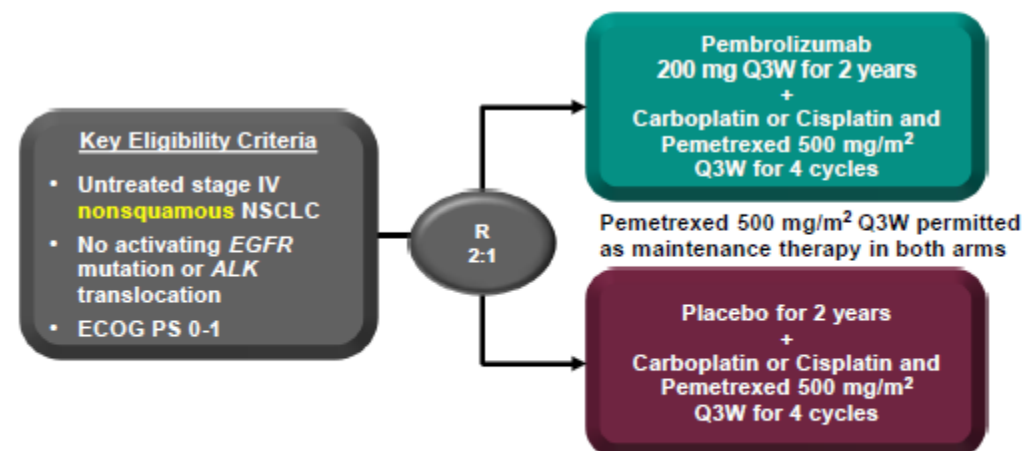 Key Eligibility Criteria
• Untreated stage IV
nonsquamous NSCLC
• No activating EGFR
mutation or ALK
translocation
• ECOG PS 0-1
R
2:1
Pembrolizumab
200 mg Q3W for 2 years
+
Carboplatin or Cisplatin and
Pemetrexed 500 mg/m²
Q3W for 4 cycles
Pemetrexed 500 mg/m² Q3W permitted
as maintenance therapy in both arms
Placebo for 2 years
+
Carboplatin or Cisplatin and
Pemetrexed 500 mg/m²
Q3W for 4 cycles